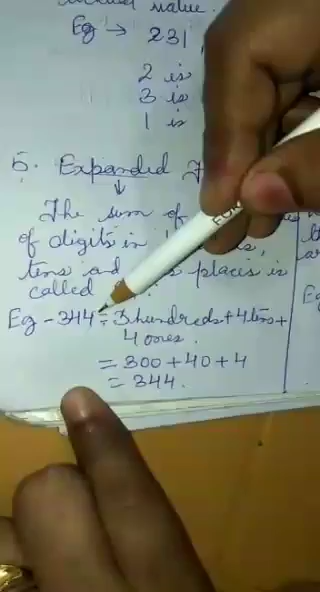 value.
Eg → 231
2 is
3 is
1 is
5. Expanded
↓
The sum of
of digits in
tens and places is
called
Eg - 344 = 3 hundreds + 4 tens +
4 ones.
= 300 + 40 + 4
= 344.